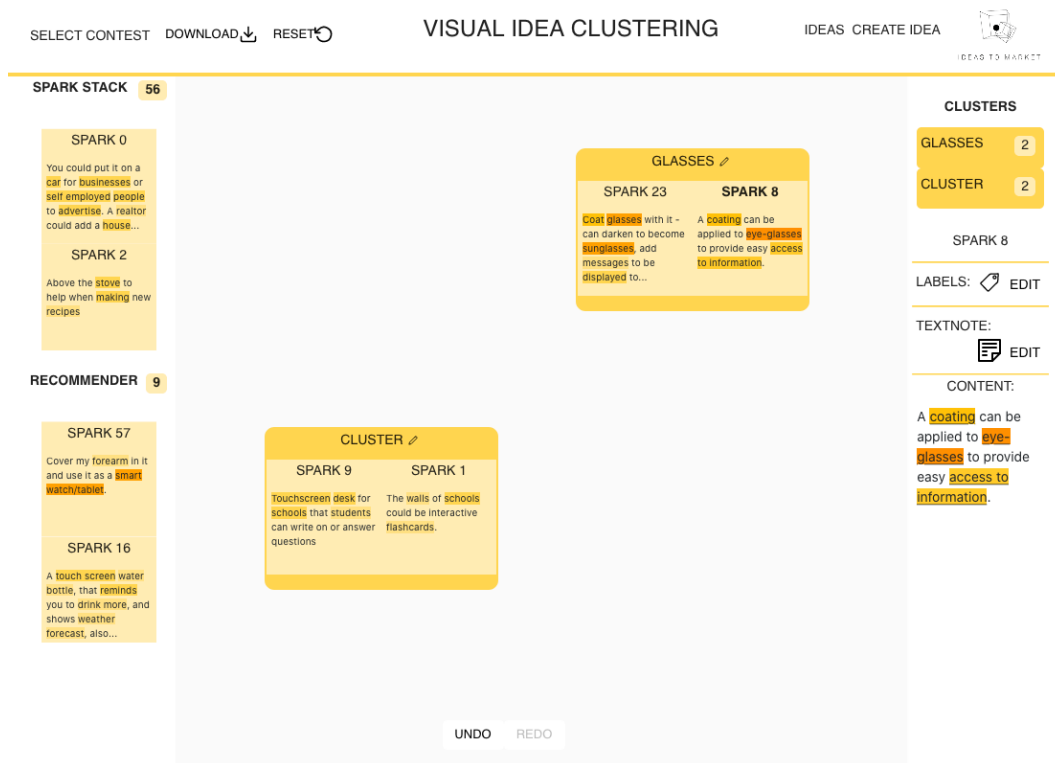 SELECT CONTEST DOWNLOAD RESET VISUAL IDEA CLUSTERING IDEAS CREATE IDEA
IDEAS TO MARKET
SPARK STACK 56
SPARK 0
You could put it on a
car for businesses or
self employed people
to advertise. A realtor
could add a house...
SPARK 2
Above the stove to
help when making new
recipes
RECOMMENDER 9
SPARK 57
Cover my forearm in it
and use it as a smart
watch/tablet.
SPARK 16
A touch screen water
bottle, that reminds
you to drink more, and
shows weather
forecast, also...
GLASSES
SPARK 23
Coat glasses with it -
can darken to become
sunglasses, add
messages to be
displayed to...
SPARK 8
A coating can be
applied to eye-glasses
to provide easy access
to information.
CLUSTER
SPARK 9
Touchscreen desk for
schools that students
can write on or answer
questions
SPARK 1
The walls of schools
could be interactive
flashcards.
UNDO REDO
CLUSTERS
GLASSES 2
CLUSTER 2
SPARK 8
LABELS: EDIT
TEXTNOTE:
EDIT
CONTENT:
A coating can be
applied to eye-
glasses to provide
easy access to
information.